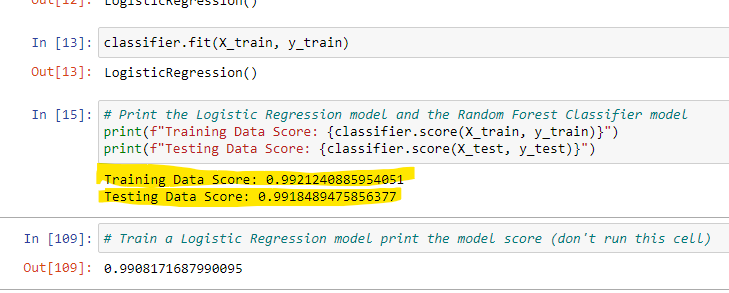 Out[12]: LogisticRegression()
In [13]: classifier.fit(X_train, y_train)
Out[13]: LogisticRegression()
In [15]: # Print the Logistic Regression model and the Random Forest Classifier model
print(f"Training Data Score: {classifier.score(X_train, y_train)}")
print(f"Testing Data Score: {classifier.score(X_test, y_test)}")
Training Data Score: 0.9921240885954051
Testing Data Score: 0.9918489475856377
In [109]: # Train a Logistic Regression model print the model score (don't run this cell)
Out[109]: 0.9908171687990095